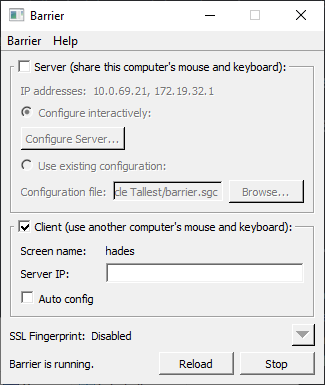 Barrier
Barrier Help
Server (share this computer's mouse and keyboard):
IP addresses: 10.0.69.21, 172.19.32.1
Configure interactively:
Configure Server...
Use existing configuration:
Configuration file: cle Tallest/barrier.sgc Browse...
Client (use another computer's mouse and keyboard):
Screen name: hades
Server IP:
Auto config
SSL Fingerprint: Disabled
Barrier is running. Reload Stop